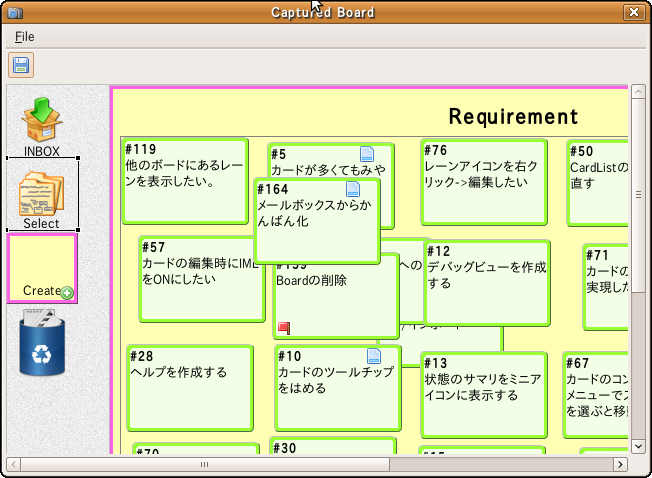 Captured Board
File
INBOX
Select
Create
Requirement
#119
他のボードにあるレー
ンを表示したい。
#5
カードが多くてもみや
#76
レーンアイコンを右ク
リック->編集したい
#50
CardListの
直す
#164
メールボックスからか
んばん化
#57
カードの編集時にIME
をONにしたい
Boardの削除
への
#12
デバッグビューを作成
する
#71
カードの
実現した
#28
ヘルプを作成する
#10
カードのツールチップ
をはめる
#13
状態のサマリをミニア
イコンに表示する
#67
カードのコン
メニューでス
を選ぶと移
#70
#30